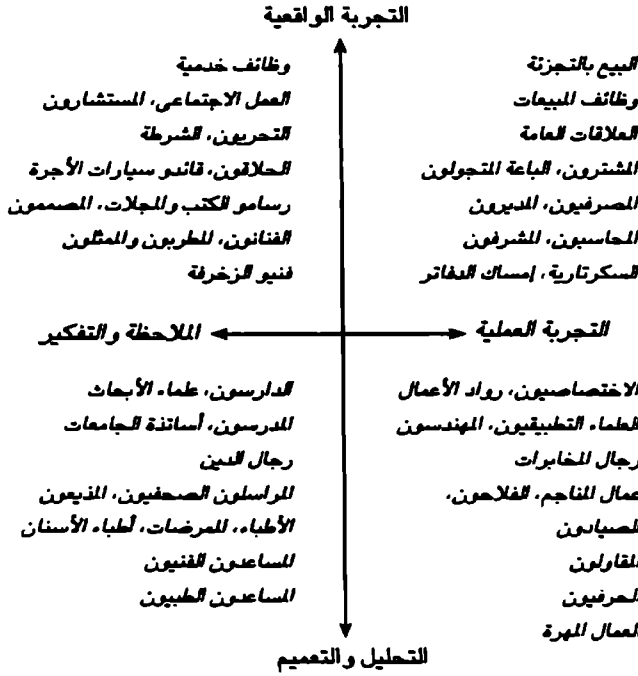 التجربة الواقعية
البيع بالتجزئة
وظائف المبيعات
العلاقات العامة
المشترون، الباعة المتجولون
المصرفيون، المديرون
المحاسبون، المشرفون
السكرتارية، إمساك الدفاتر
وظائف خدمية
العمل الاجتماعي، المستشارون
التحريون، الشرطة
الحلاقون، قائدو سيارات الأجرة
رسامو الكتب والمجلات، المصممون
الفنانون، المطربون والممثلون
فنيو الزخرفة
التجربة العملية
الملاحظة والتفكير
الاختصاصيون، رواد الأعمال
العلماء التطبيقيون، المهندسون
رجال المخابرات
عمال المناجم، الفلاحون،
الصيادون
المقاولون
الحرفيون
العمال المهرة
الدارسون، علماء الأبحاث
المدرسون، أساتذة الجامعات
رجال الدين
المراسلون الصحفيون، المذيعون
الأطباء، الممرضات، أطباء الأسنان
المساعدون الفنيون
المساعدون الطبيون
التحليل والتعميم